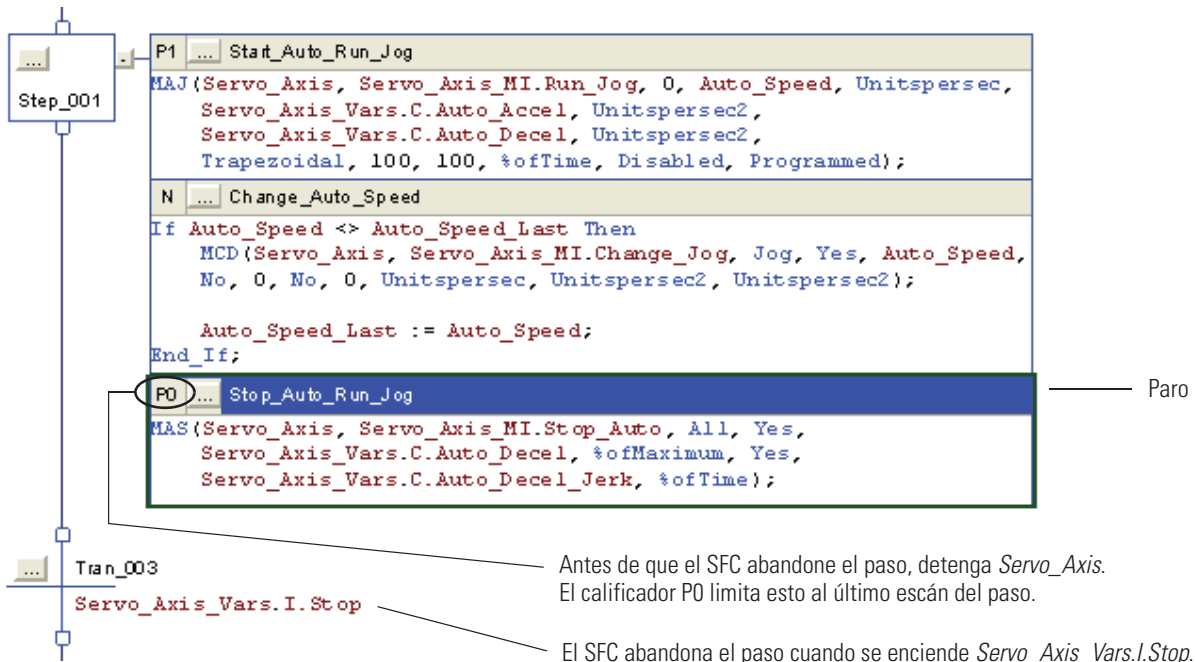 ...
Step_001
-
P1 ... Start_Auto_Run_Jog
MAJ(Servo_Axis, Servo_Axis_MI.Run_Jog, 0, Auto_Speed, Unitspersec,
Servo_Axis_Vars.C.Auto_Accel, Unitspersec2,
Servo_Axis_Vars.C.Auto_Decel, Unitspersec2,
Trapezoidal, 100, 100, %ofTime, Disabled, Programmed);
N ... Change_Auto_Speed
If Auto_Speed <> Auto_Speed_Last Then
MCD(Servo_Axis, Servo_Axis_MI.Change_Jog, Jog, Yes, Auto_Speed,
No, 0, No, 0, Unitspersec, Unitspersec2, Unitspersec2);
Auto_Speed_Last := Auto_Speed;
End_If;
P0 ... Stop_Auto_Run_Jog
Paro
MAS(Servo_Axis, Servo_Axis_MI.Stop_Auto, All, Yes,
Servo_Axis_Vars.C.Auto_Decel, %ofMaximum, Yes,
Servo_Axis_Vars.C.Auto_Decel_Jerk, %ofTime);
... Tran_003
Servo_Axis_Vars.I.Stop
Antes de que el SFC abandone el paso, detenga Servo_Axis.
El calificador P0 limita esto al último escán del paso.
El SFC abandona el paso cuando se enciende Servo_Axis_Vars.I.Stop.